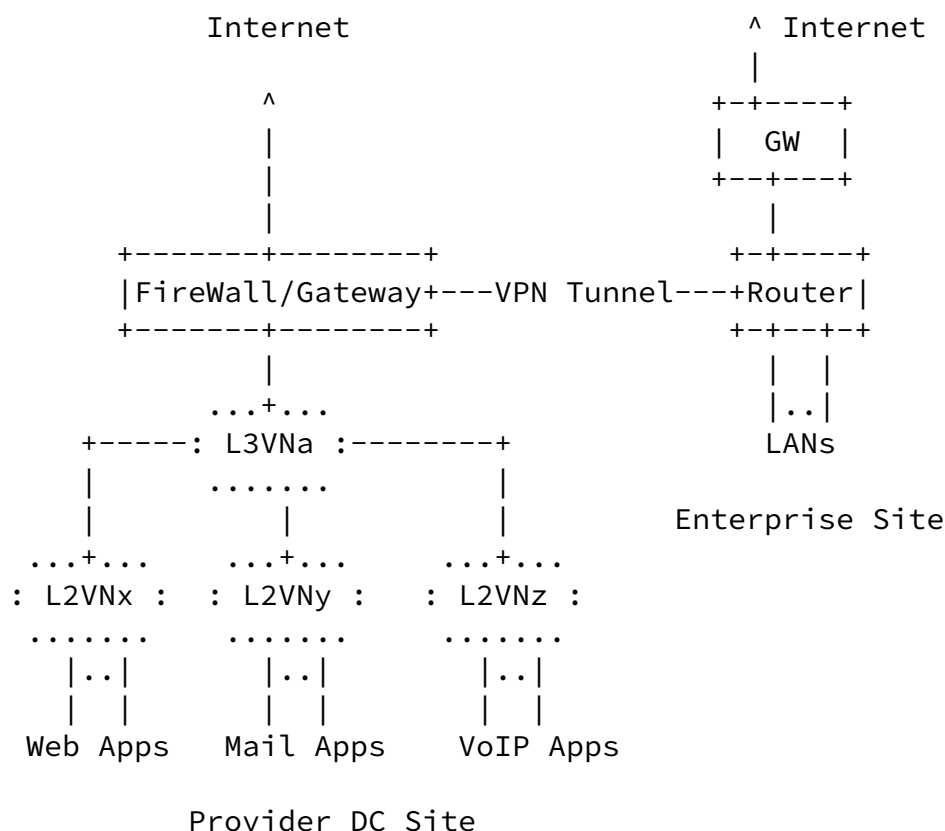 Internet ^ Internet
|
^ +-+----+
| | GW |
| +--+---+
| |
+-------+--------+ +-+----+
|FireWall/Gateway+---VPN Tunnel---+Router|
+-------+--------+ +-+--+-+
| | |
...+... |..|
+-----: L3VNa :--------+ LANs
| ....... |
| | | Enterprise Site
...+... ...+... ...+...
: L2VNx : : L2VNy : : L2VNz :
....... ....... .......
|..| |..| |..|
| | | | | |
Web Apps Mail Apps VoIP Apps
Provider DC Site